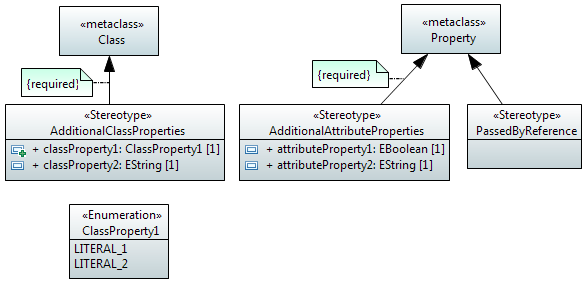 «metaclass»
Class
«metaclass»
Property
{required}
{required}
«Stereotype»
AdditionalClassProperties
+ classProperty1: ClassProperty1 [1]
+ classProperty2: EString [1]
«Stereotype»
AdditionalAttributeProperties
+ attributeProperty1: EBoolean [1]
+ attributeProperty2: EString [1]
«Stereotype»
PassedByReference
«Enumeration»
ClassProperty1
LITERAL_1
LITERAL_2